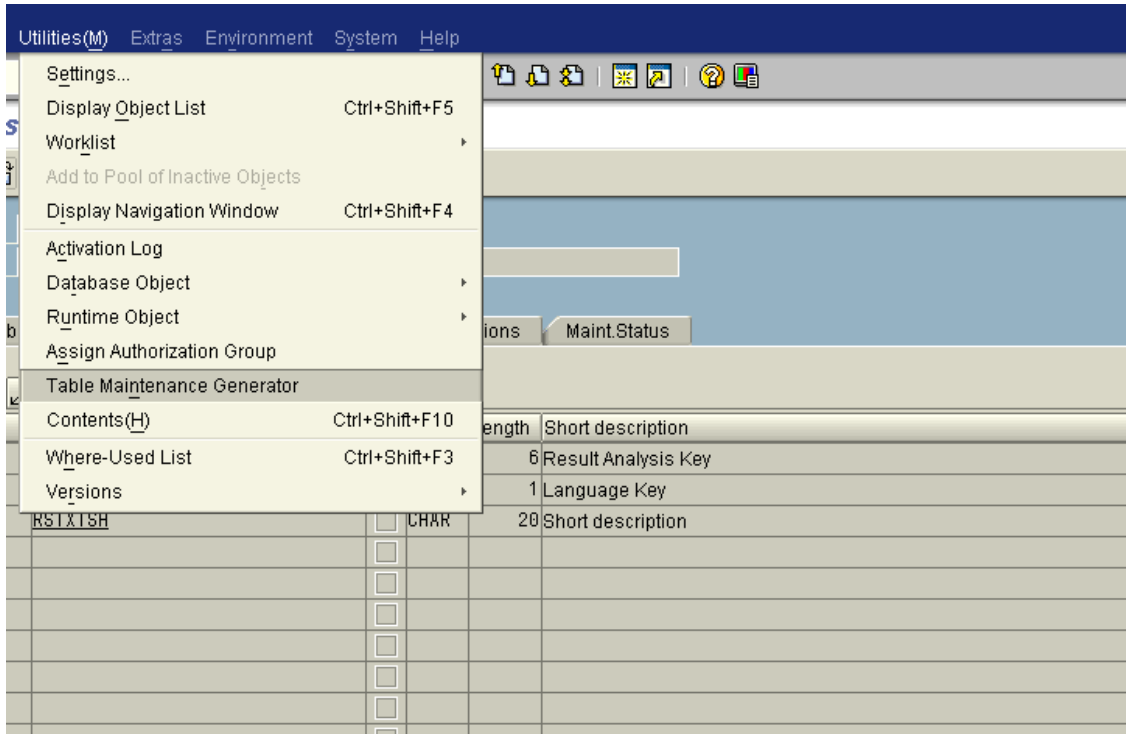 Utilities(M) Extras Environment System Help
Settings...
Display Object List Ctrl+Shift+F5
Worklist
Add to Pool of Inactive Objects
Display Navigation Window Ctrl+Shift+F4
Activation Log
Database Object
Runtime Object
ions Maint.Status
Assign Authorization Group
Table Maintenance Generator
Contents(H) Ctrl+Shift+F10
ength Short description
Where-Used List Ctrl+Shift+F3
6 Result Analysis Key
Versions
1 Language Key
RSTXTSH CHAR 20 Short description